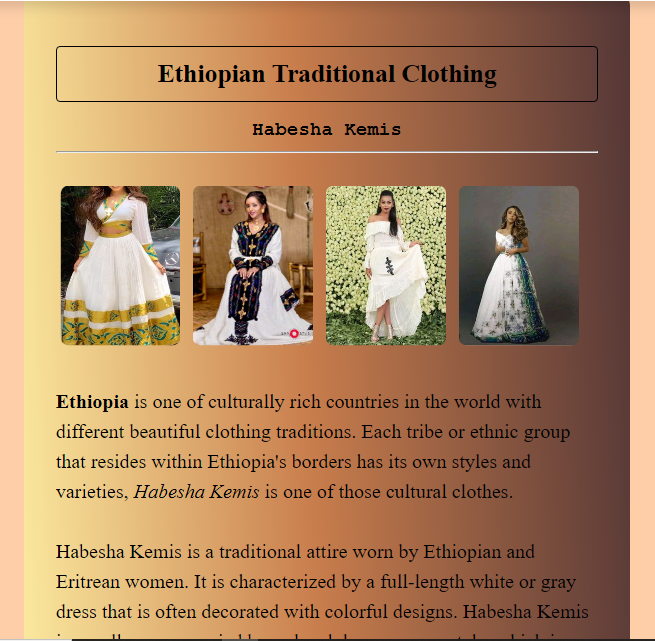 Ethiopian Traditional Clothing
Habesha Kemis
Ethiopia is one of culturally rich countries in the world with
different beautiful clothing traditions. Each tribe or ethnic group
that resides within Ethiopia's borders has its own styles and
varieties, Habesha Kemis is one of those cultural clothes.
Habesha Kemis is a traditional attire worn by Ethiopian and
Eritrean women. It is characterized by a full-length white or gray
dress that is often decorated with colorful designs. Habesha Kemis